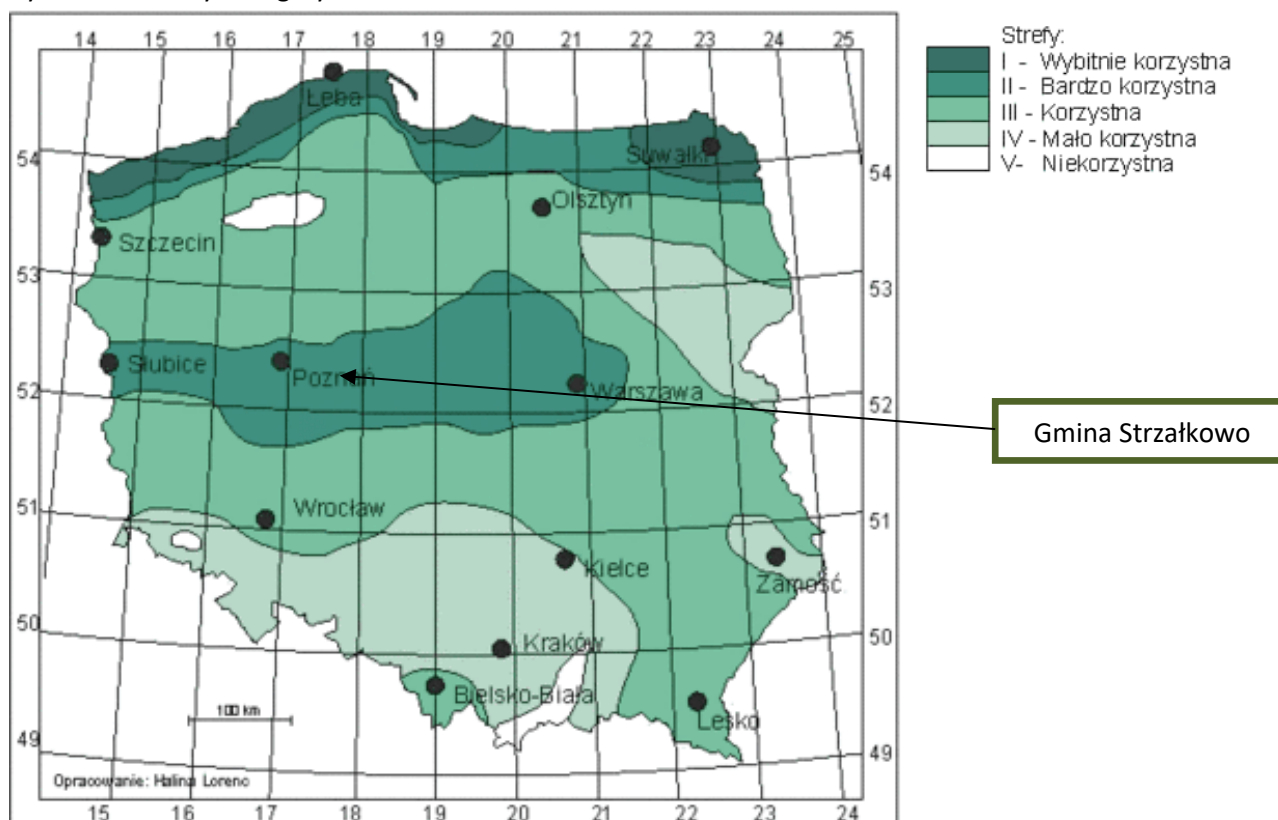 14 15 16 17 18 19 20 21 22 23 24 25
Strefy:
I - Wybitnie korzystna
II - Bardzo korzystna
III - Korzystna
IV - Mało korzystna
V- Niekorzystna
Łeba
Suwałki
54 54
Olsztyn
Szczecin
53 53
Słubice
Poznań
Warszawa
52 52
Gmina Strzałkowo
Wrocław
51 51
Kielce
Zamość
50 50
Kraków
Bielsko-Biała
Lesko
100 km
49 49
Opracowanie: Halina Lorenc
15 16 17 18 19 20 21 22 23 24